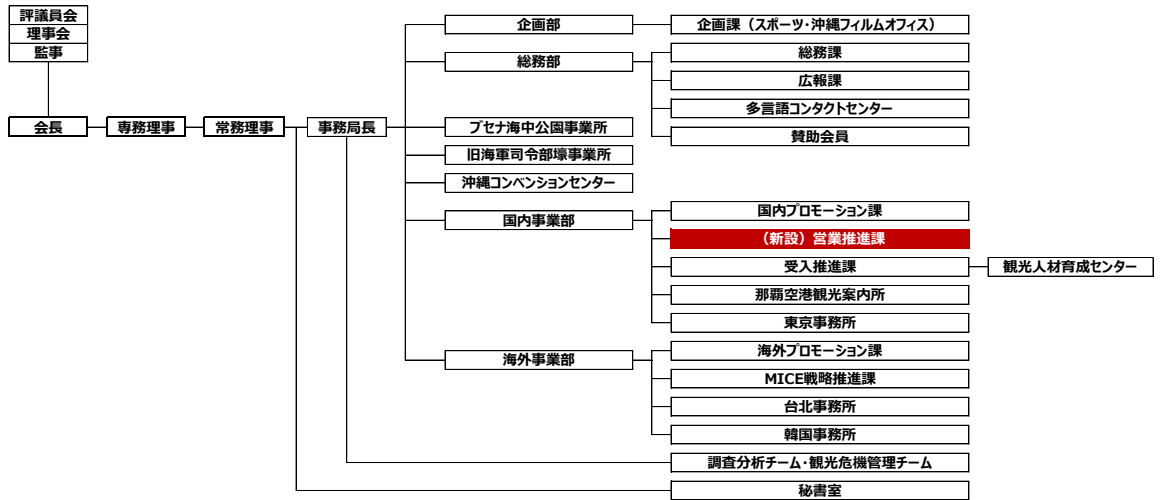 評議員会
理事会
監事
会長
専務理事
常務理事
事務局長
企画部
企画課（スポーツ・沖縄フィルムオフィス）
総務部
総務課
広報課
多言語コンタクトセンター
賛助会員
ブセナ海中公園事業所
旧海軍司令部壕事業所
沖縄コンベンションセンター
国内事業部
国内プロモーション課
（新設）営業推進課
受入推進課
観光人材育成センター
那覇空港観光案内所
東京事務所
海外事業部
海外プロモーション課
MICE戦略推進課
台北事務所
韓国事務所
調査分析チーム・観光危機管理チーム
秘書室